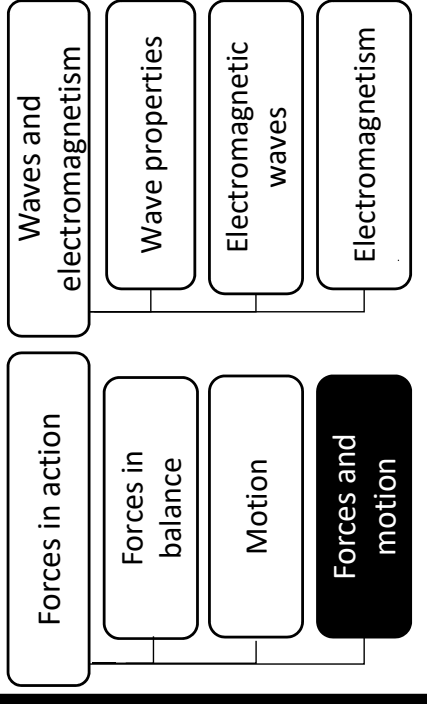 Forces in action
Forces in
balance
Motion
Forces and
motion
Waves and
electromagnetism
Wave properties
Electromagnetic
waves
Electromagnetism